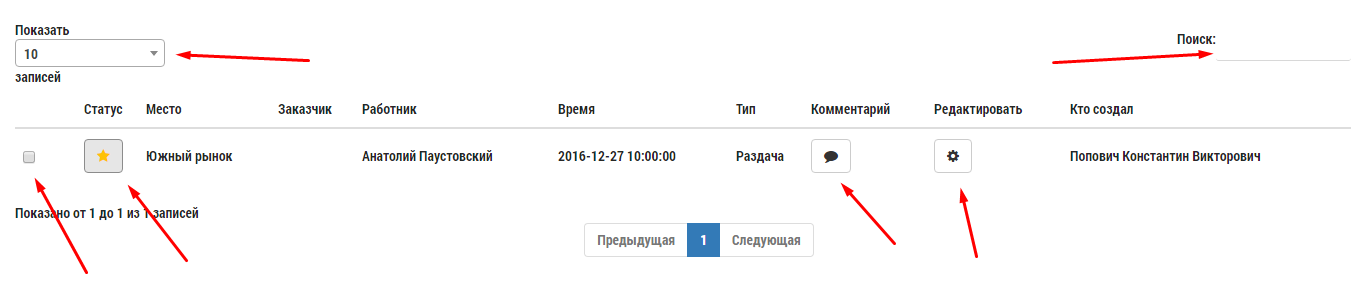 Показать
10
записей
Поиск:
Статус Место Заказчик Работник Время Тип Комментарий Редактировать Кто создал
Южный рынок Анатолий Паустовский 2016-12-27 10:00:00 Раздача Попович Константин Викторович
Показано от 1 до 1 из 1 записей
Предыдущая 1 Следующая